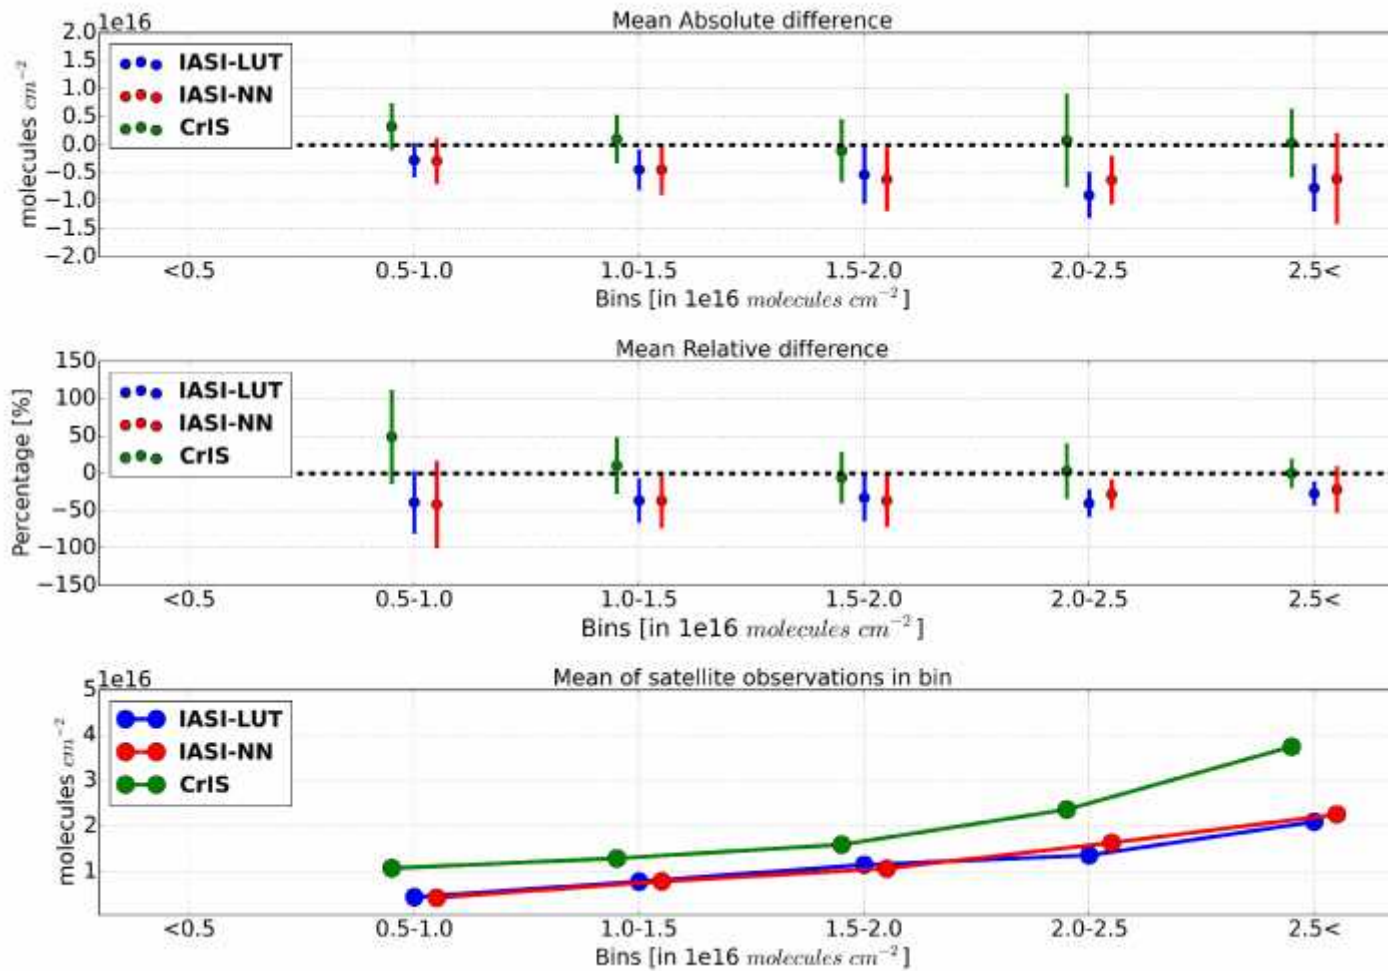 Mean Absolute difference
1e16
2.0
1.5
1.0
0.5
0.0
−0.5
−1.0
−1.5
−2.0
molecules cm⁻²
IASI-LUT
IASI-NN
CrIS
<0.5 0.5-1.0 1.0-1.5 1.5-2.0 2.0-2.5 2.5<
Bins [in 1e16 molecules cm⁻²]
Mean Relative difference
150
100
50
0
−50
−100
−150
Percentage [%]
IASI-LUT
IASI-NN
CrIS
<0.5 0.5-1.0 1.0-1.5 1.5-2.0 2.0-2.5 2.5<
Bins [in 1e16 molecules cm⁻²]
Mean of satellite observations in bin
1e16
5
4
3
2
1
molecules cm⁻²
IASI-LUT
IASI-NN
CrIS
<0.5 0.5-1.0 1.0-1.5 1.5-2.0 2.0-2.5 2.5<
Bins [in 1e16 molecules cm⁻²]